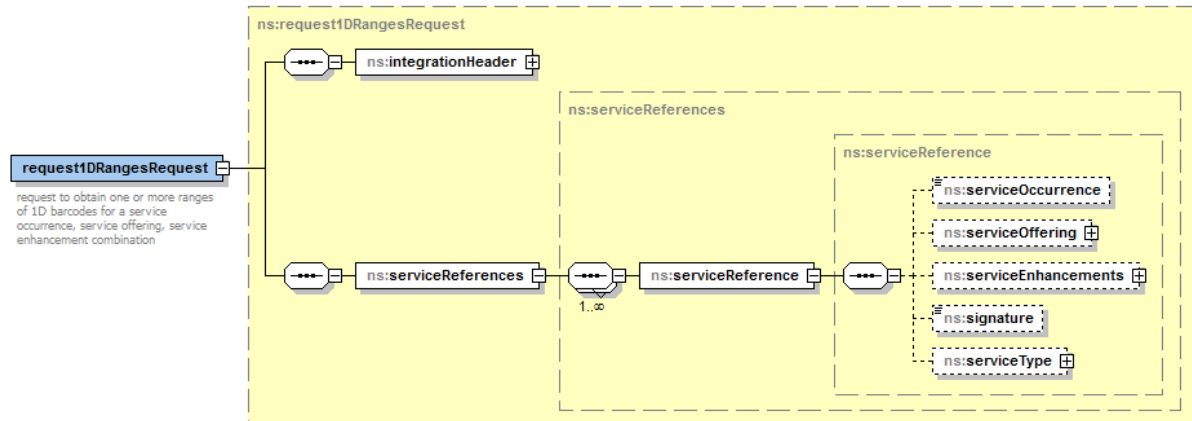 ns:request1DRangesRequest
ns:integrationHeader
ns:serviceReferences
ns:serviceReference
request1DRangesRequest
request to obtain one or more ranges
of 1D barcodes for a service
occurrence, service offering, service
enhancement combination
ns:serviceOccurrence
ns:serviceOffering
ns:serviceReferences
1..∞
ns:serviceReference
ns:serviceEnhancements
ns:signature
ns:serviceType